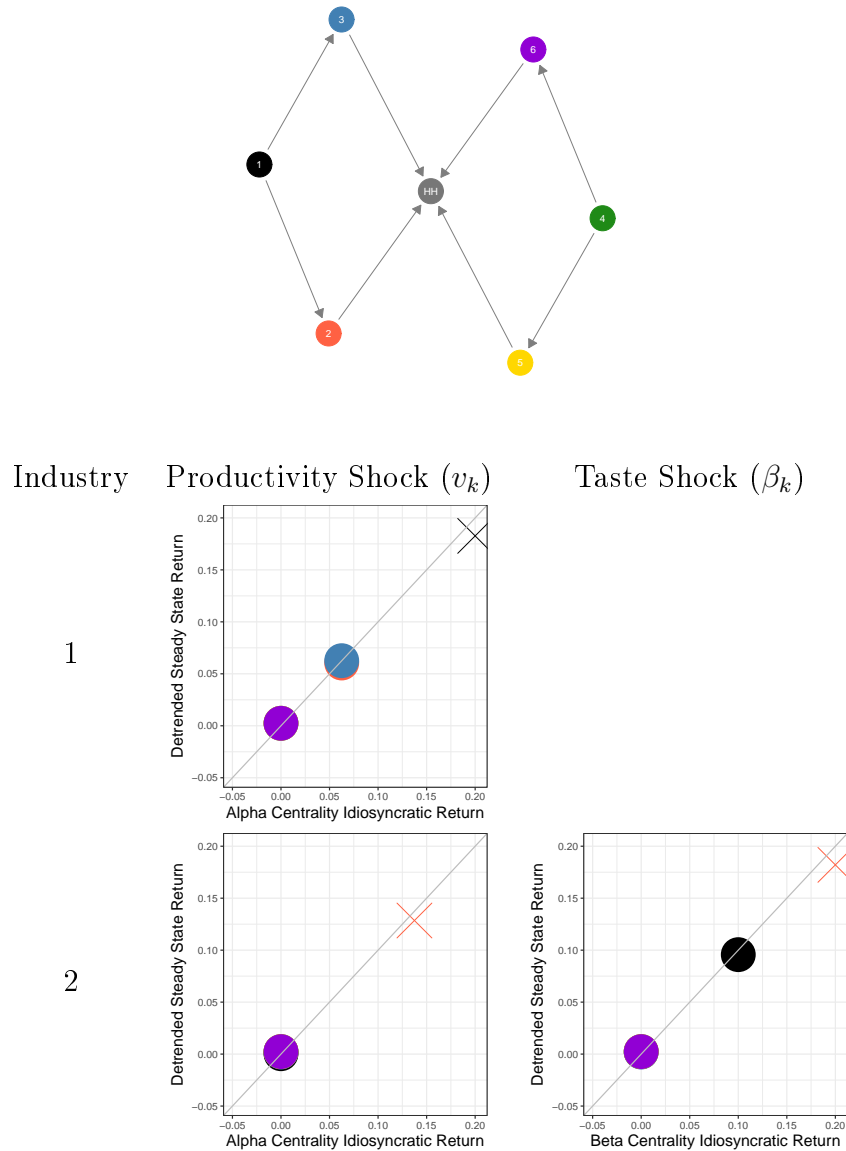 3
6
1
HH
4
2
5
Industry Productivity Shock (vₖ) Taste Shock (βₖ)
1
Detrended Steady State Return
0.20
0.15
0.10
0.05
0.00
−0.05
−0.05 0.00 0.05 0.10 0.15 0.20
Alpha Centrality Idiosyncratic Return
2
Detrended Steady State Return
0.20
0.15
0.10
0.05
0.00
−0.05
−0.05 0.00 0.05 0.10 0.15 0.20
Alpha Centrality Idiosyncratic Return
Detrended Steady State Return
0.20
0.15
0.10
0.05
0.00
−0.05
−0.05 0.00 0.05 0.10 0.15 0.20
Beta Centrality Idiosyncratic Return